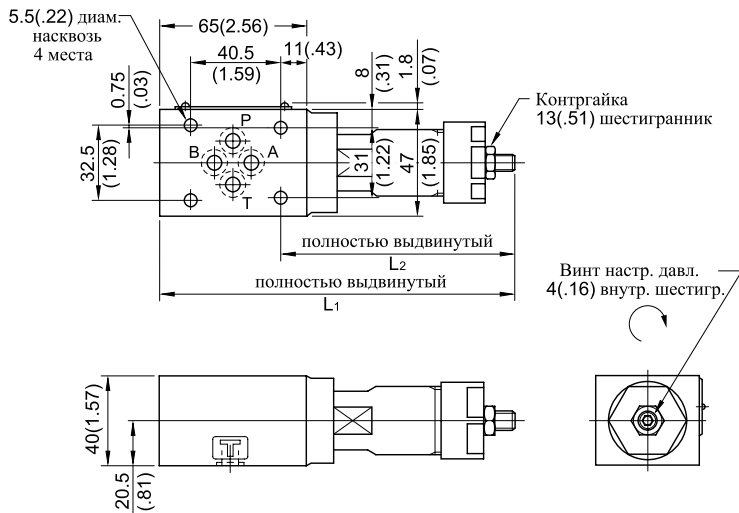 5.5(.22) диам.
насквозь
4 места
65(2.56)
40.5
(1.59)
11(.43)
8
(.31)
1.8
(.07)
0.75
(.03)
32.5
(1.28)
P
B
A
T
31
(1.22)
47
(1.85)
Контргайка
13(.51) шестигранник
полностью выдвинутый
L2
полностью выдвинутый
L1
Винт настр. давл.
4(.16) внутр. шестигр.
40(1.57)
20.5
(.81)
T